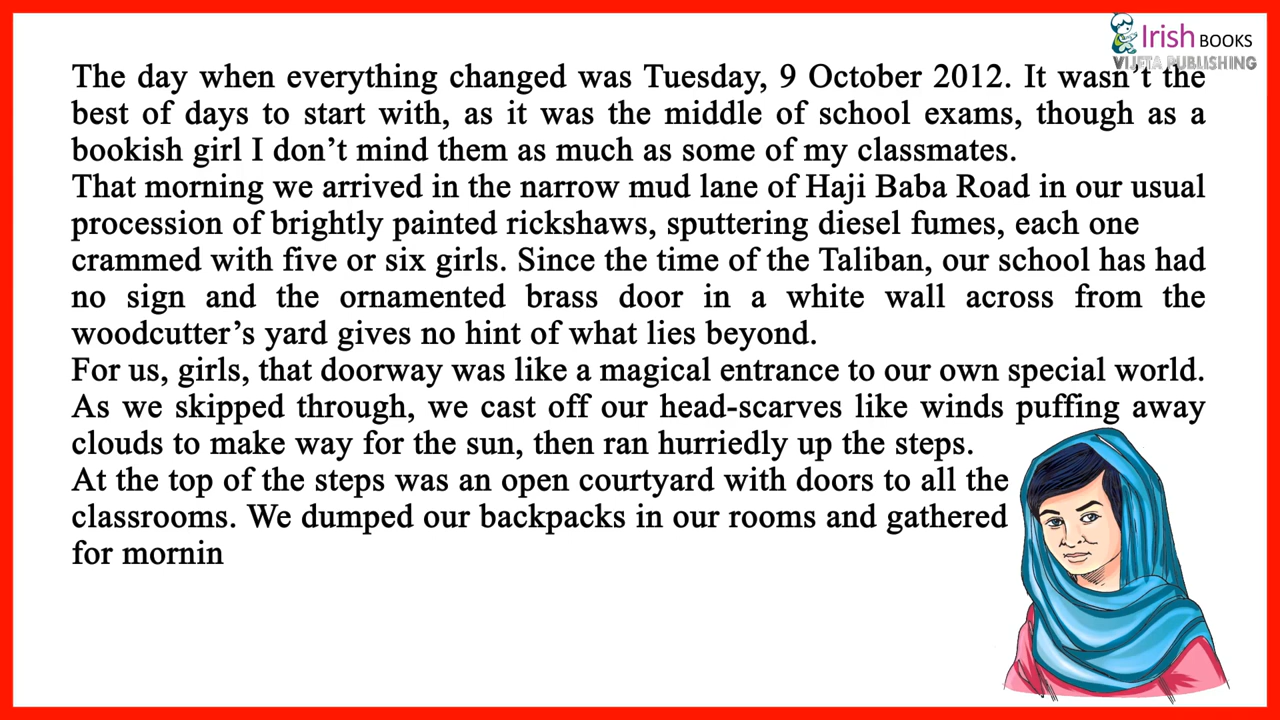 Irish BOOKS
VIJETA PUBLISHING
The day when everything changed was Tuesday, 9 October 2012. It wasn’t the
best of days to start with, as it was the middle of school exams, though as a
bookish girl I don’t mind them as much as some of my classmates.
That morning we arrived in the narrow mud lane of Haji Baba Road in our usual
procession of brightly painted rickshaws, sputtering diesel fumes, each one
crammed with five or six girls. Since the time of the Taliban, our school has had
no sign and the ornamented brass door in a white wall across from the
woodcutter’s yard gives no hint of what lies beyond.
For us, girls, that doorway was like a magical entrance to our own special world.
As we skipped through, we cast off our head-scarves like winds puffing away
clouds to make way for the sun, then ran hurriedly up the steps.
At the top of the steps was an open courtyard with doors to all the
classrooms. We dumped our backpacks in our rooms and gathered
for mornin